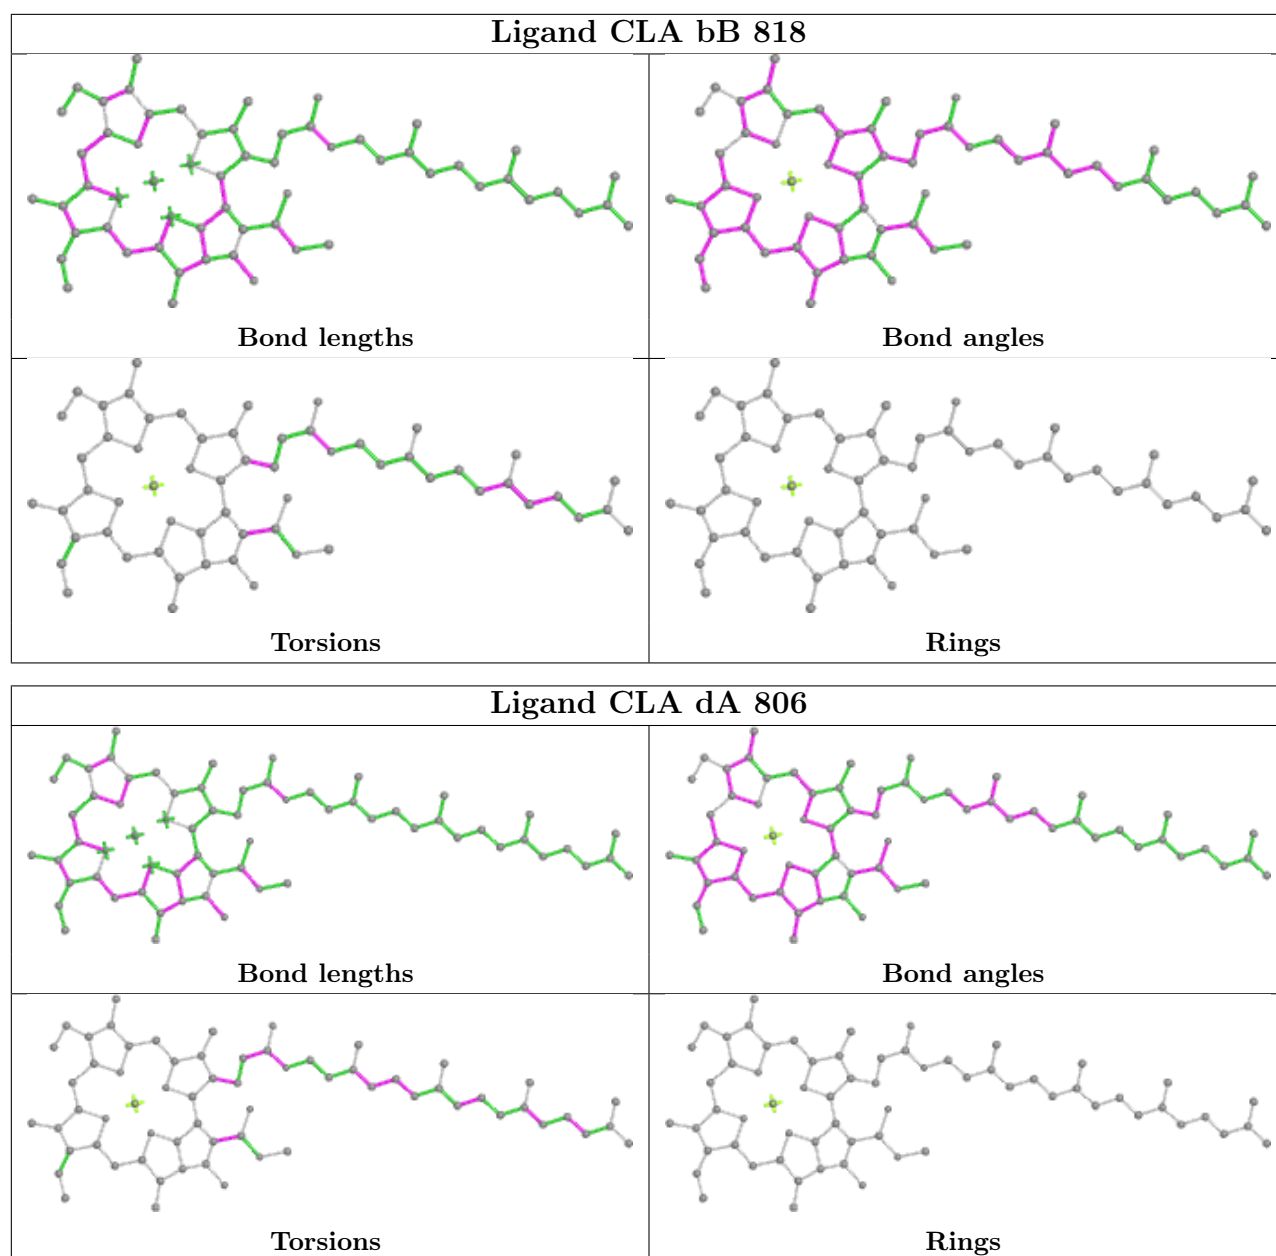 Ligand CLA bB 818
Bond lengths
Bond angles
Torsions
Rings
Ligand CLA dA 806
Bond lengths
Bond angles
Torsions
Rings